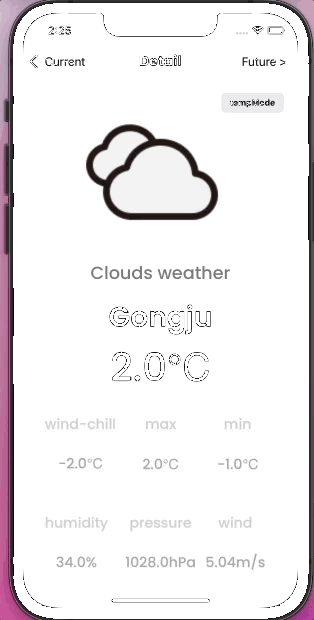 2:25
Current Detail Future >
tempMode
Clouds weather
Gongju
2.0°C
wind-chill max min
-2.0°C 2.0°C -1.0°C
humidity pressure wind
34.0% 1028.0hPa 5.04m/s